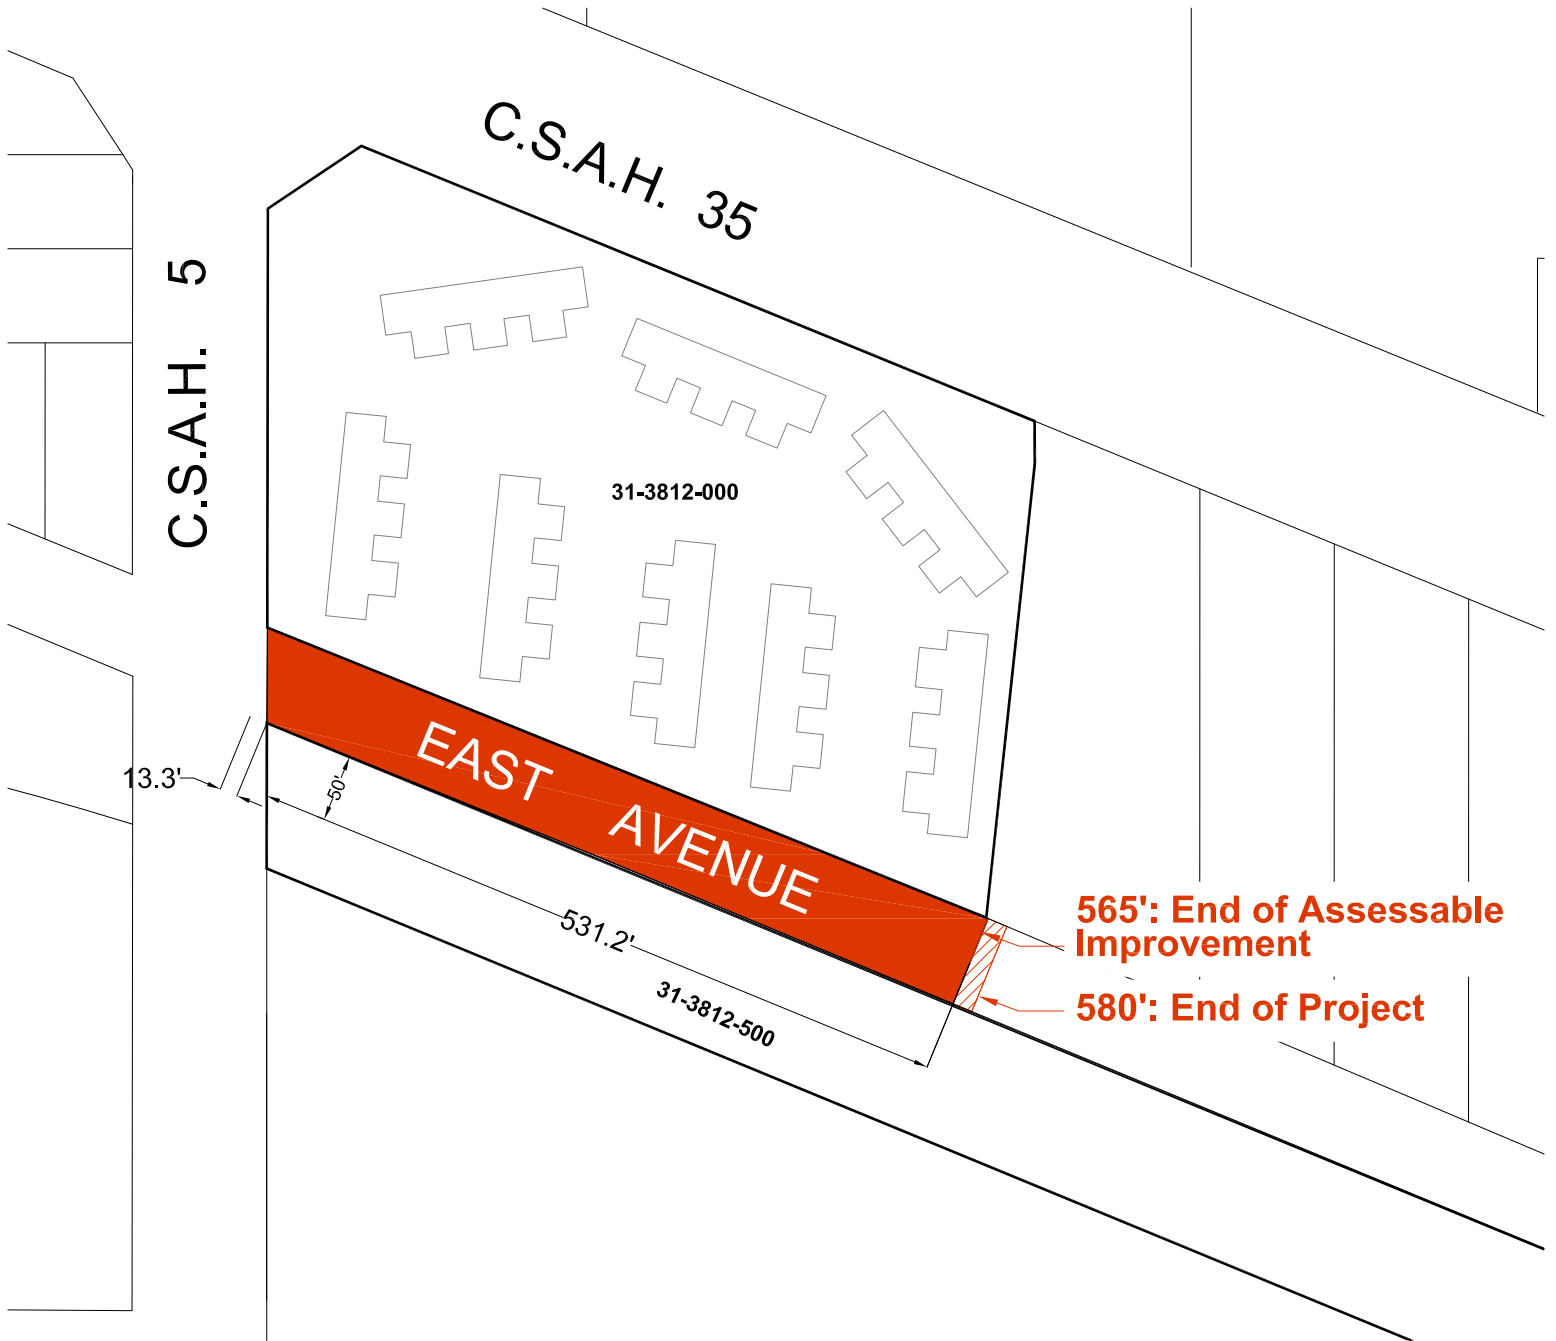 C.S.A.H. 35
C.S.A.H. 5
31-3812-000
EAST AVENUE
13.3'
50'
531.2'
31-3812-500
565': End of Assessable
Improvement
580': End of Project